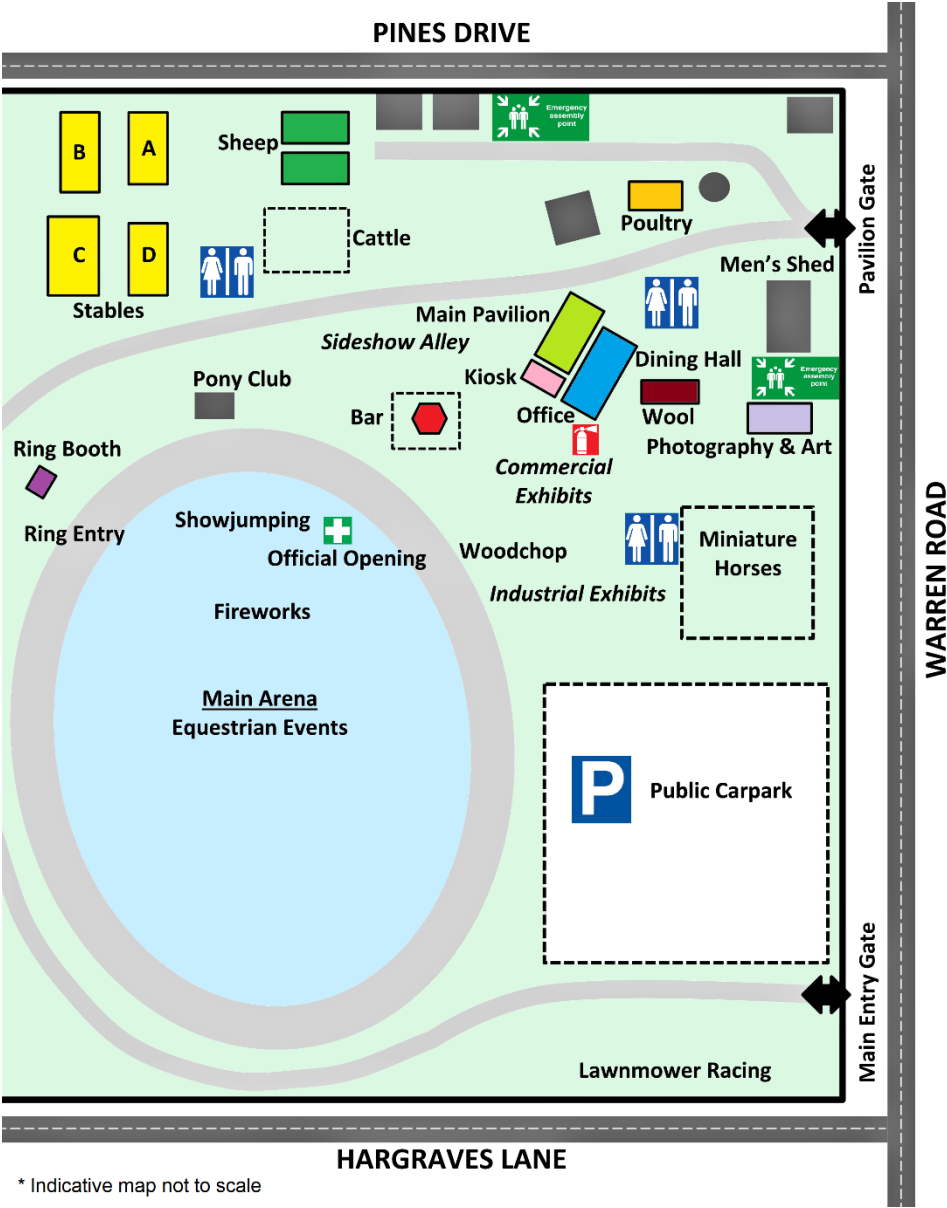 PINES DRIVE
Emergency
assembly
point
B
A
Sheep
Pavilion Gate
Poultry
C
D
Cattle
Men's Shed
Stables
Main Pavilion
Sideshow Alley
Dining Hall
Emergency
assembly
point
Pony Club
Kiosk
Bar
Office
Wool
Photography & Art
Ring Booth
Commercial
Exhibits
Ring Entry
Showjumping
Official Opening
Woodchop
Miniature
Horses
Industrial Exhibits
WARREN ROAD
Fireworks
Main Arena
Equestrian Events
P
Public Carpark
Main Entry Gate
Lawnmower Racing
HARGRAVES LANE
* Indicative map not to scale